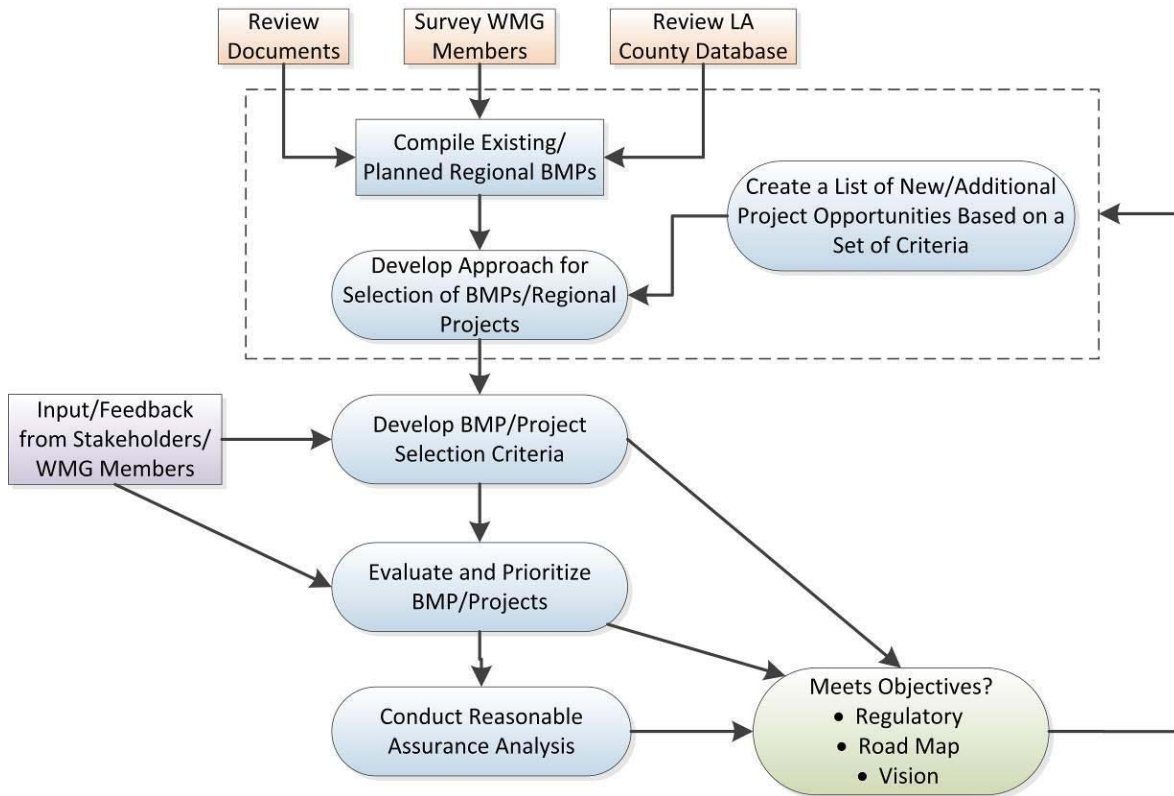 Review
Documents
Survey WMG
Members
Review LA
County Database
Compile Existing/
Planned Regional BMPs
Create a List of New/Additional
Project Opportunities Based on a
Set of Criteria
Develop Approach for
Selection of BMPs/Regional
Projects
Input/Feedback
from Stakeholders/
WMG Members
Develop BMP/Project
Selection Criteria
Evaluate and Prioritize
BMP/Projects
Conduct Reasonable
Assurance Analysis
Meets Objectives?
• Regulatory
• Road Map
• Vision